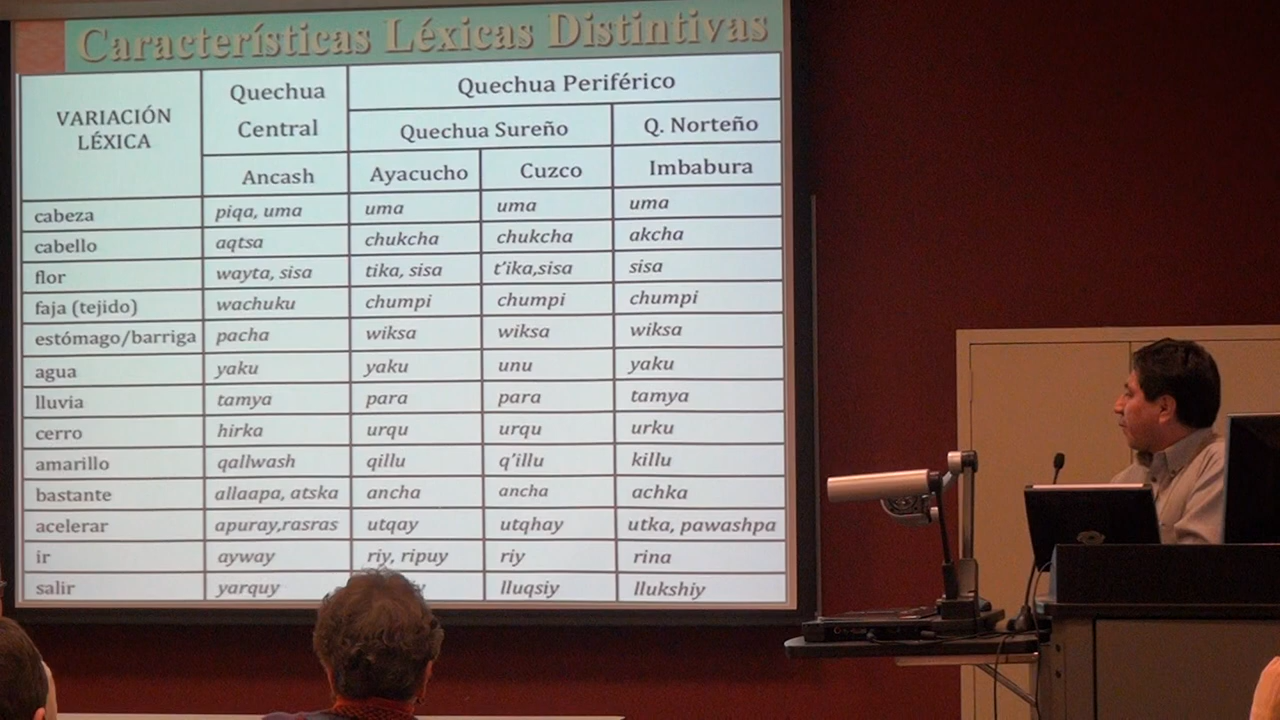 Características Léxicas Distintivas
VARIACIÓN LÉXICA Quechua Central Quechua Periférico
Quechua Sureño Q. Norteño
Ancash Ayacucho Cuzco Imbabura
cabeza piqa, uma uma uma uma
cabello aqtsa chukcha chukcha akcha
flor wayta, sisa tika, sisa t'ika,sisa sisa
faja (tejido) wachuku chumpi chumpi chumpi
estómago/barriga pacha wiksa wiksa wiksa
agua yaku yaku unu yaku
lluvia tamya para para tamya
cerro hirka urqu urqu urku
amarillo qallwash qillu q'illu killu
bastante allaapa, atska ancha ancha achka
acelerar apuray,rasras utqay utqhay utka, pawashpa
ir ayway riy, ripuy riy rina
salir yarquy lluqsiy llukshiy